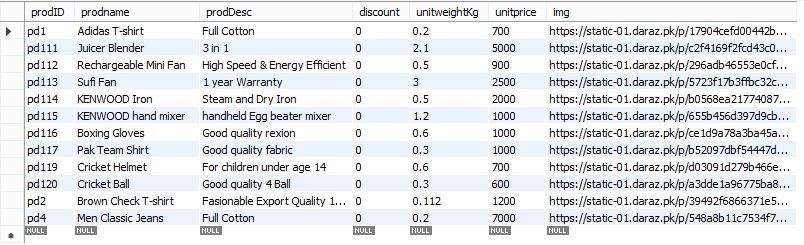 prodID prodname prodDesc discount unitweightKg unitprice img
pd1 Adidas T-shirt Full Cotton 0 0.2 700 https://static-01.daraz.pk/p/17904cefd00442b...
pd111 Juicer Blender 3 in 1 0 2.1 5000 https://static-01.daraz.pk/p/c2f4169f2fcd43c0...
pd112 Rechargeable Mini Fan High Speed & Energy Efficient 0 0.5 900 https://static-01.daraz.pk/p/296adb46553e0cf...
pd113 Sufi Fan 1 year Warranty 0 3 2500 https://static-01.daraz.pk/p/5723f17b3ffbc32c...
pd114 KENWOOD Iron Steam and Dry Iron 0 0.5 2000 https://static-01.daraz.pk/p/b0568ea21774087...
pd115 KENWOOD hand mixer handheld Egg beater mixer 0 1.2 1000 https://static-01.daraz.pk/p/655b456d397d9cb...
pd116 Boxing Gloves Good quality rexion 0 0.6 1000 https://static-01.daraz.pk/p/ce1d9a78a3ba45a...
pd117 Pak Team Shirt Good quality fabric 0 0.3 1000 https://static-01.daraz.pk/p/b52097dbf54447d...
pd119 Cricket Helmet For children under age 14 0 0.6 700 https://static-01.daraz.pk/p/d03091d279b466e...
pd120 Cricket Ball Good quality 4 Ball 0 0.3 600 https://static-01.daraz.pk/p/a3dde1a96775ba8...
pd2 Brown Check T-shirt Fasionable Export Quality 1... 0 0.112 1200 https://static-01.daraz.pk/p/39492f6866371e5...
pd4 Men Classic Jeans Full Cotton 0 0.2 7000 https://static-01.daraz.pk/p/548a8b11c7534f7...
NULL NULL NULL NULL NULL NULL NULL